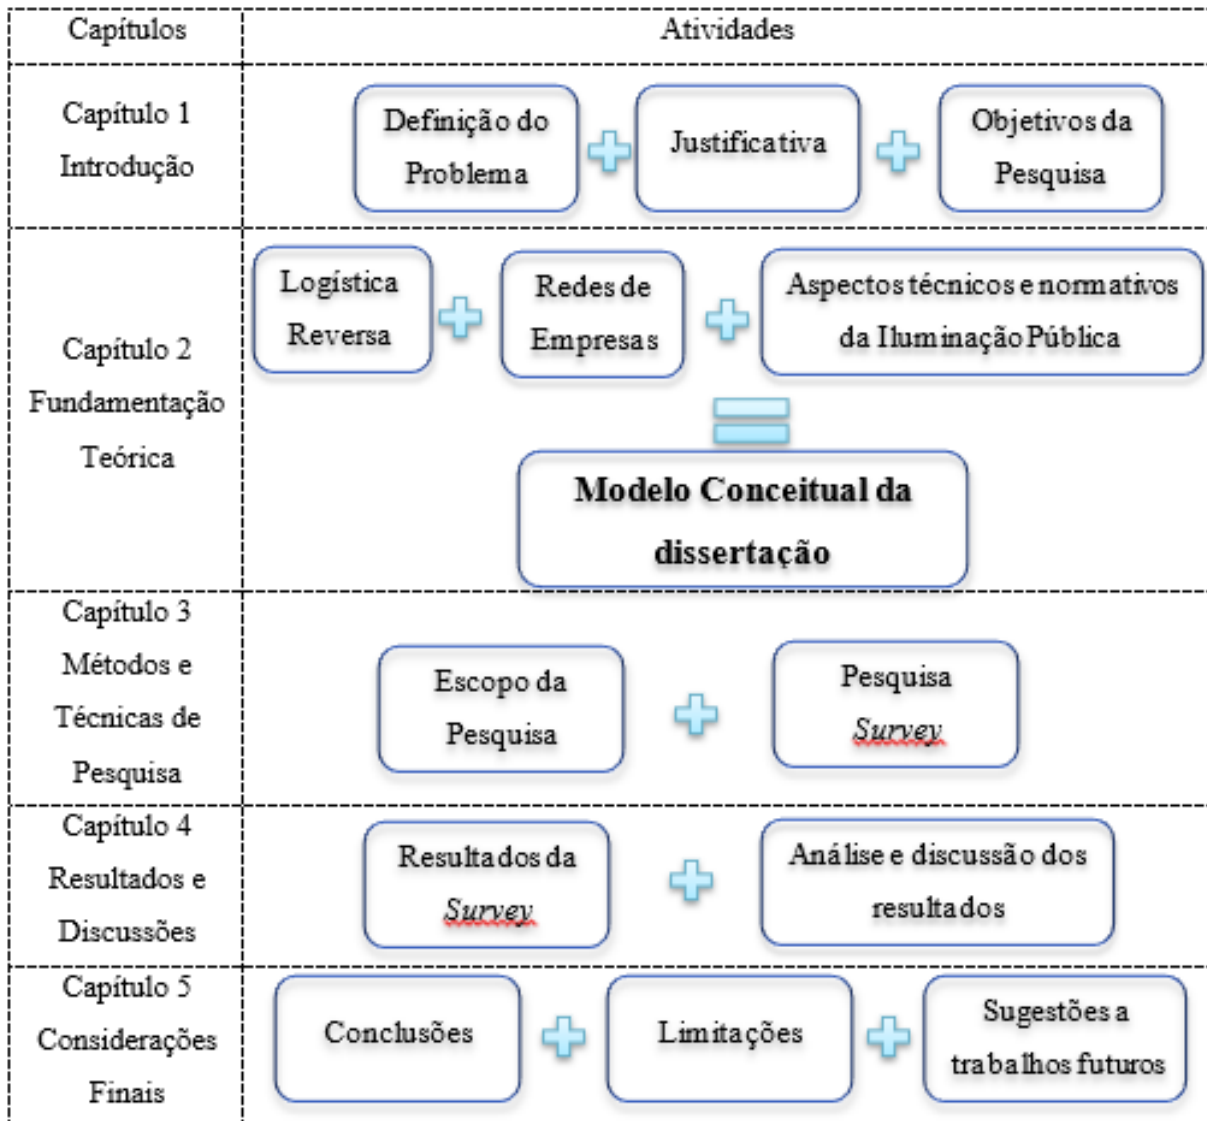 Capítulos
Atividades
Capítulo 1
Introdução
Definição do
Problema
Justificativa
Objetivos da
Pesquisa
Capítulo 2
Fundamentação
Teórica
Logística
Reversa
Redes de
Empresas
Aspectos técnicos e normativos
da Iluminação Pública
Modelo Conceitual da
dissertação
Capítulo 3
Métodos e
Técnicas de
Pesquisa
Escopo da
Pesquisa
Pesquisa
Survey
Capítulo 4
Resultados e
Discussões
Resultados da
Survey
Análise e discussão dos
resultados
Capítulo 5
Considerações
Finais
Conclusões
Limitações
Sugestões a
trabalhos futuros